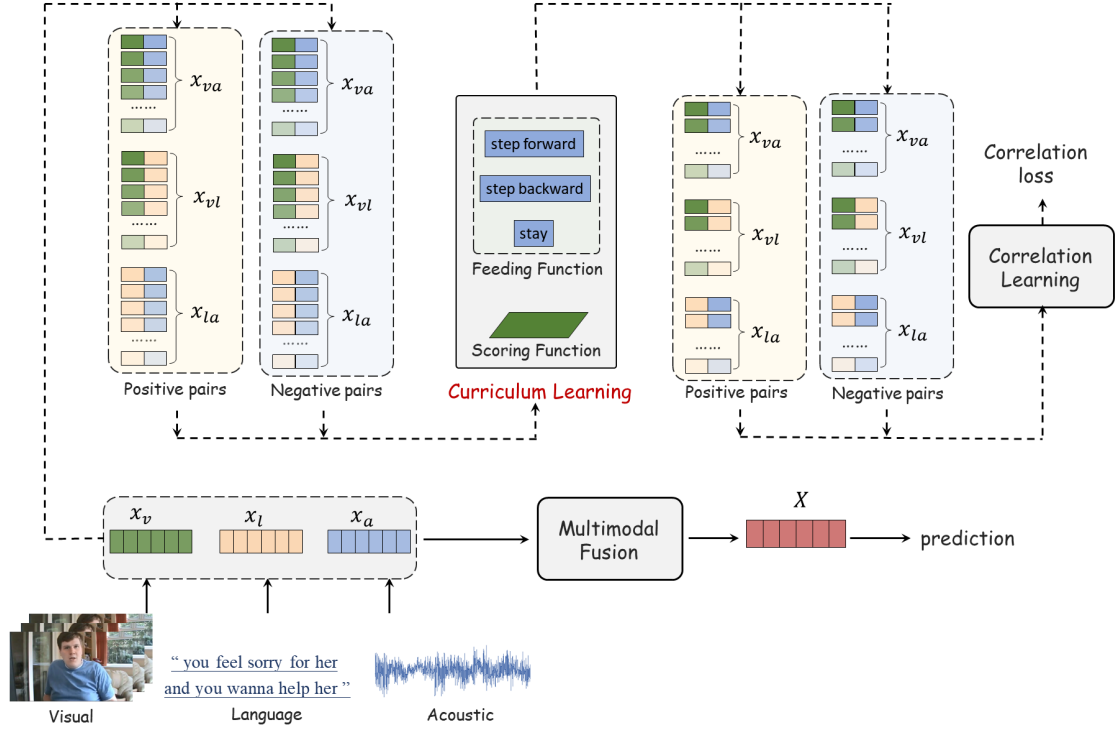 x_va
......
x_vl
......
x_la
......
Positive pairs
x_va
......
x_vl
......
x_la
......
Negative pairs
step forward
step backward
stay
Feeding Function
Scoring Function
Curriculum Learning
x_va
......
x_vl
......
x_la
......
Positive pairs
x_va
......
x_vl
......
x_la
......
Negative pairs
Correlation
loss
Correlation
Learning
x_v
x_l
x_a
Multimodal
Fusion
X
prediction
“ you feel sorry for her
and you wanna help her ”
Visual
Language
Acoustic